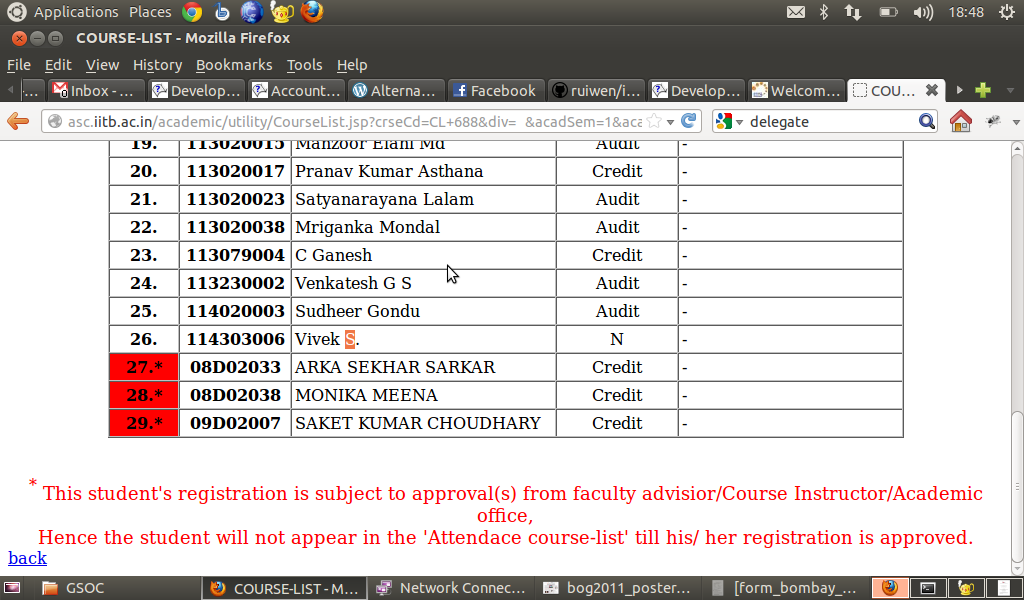 Applications Places 18:48
COURSE-LIST - Mozilla Firefox
File Edit View History Bookmarks Tools Help
...
Inbox - ... Develop... Account... Alterna... Facebook ruiwen/i... Develop... Welcom... COU...
asc.iitb.ac.in/academic/utility/CourseList.jsp?crseCd=CL+688&div= &acadSem=1&aca delegate
19. 113020015 Manzoor Elahi Md Audit -
20. 113020017 Pranav Kumar Asthana Credit -
21. 113020023 Satyanarayana Lalam Audit -
22. 113020038 Mriganka Mondal Audit -
23. 113079004 C Ganesh Credit -
24. 113230002 Venkatesh G S Audit -
25. 114020003 Sudheer Gondu Audit -
26. 114303006 Vivek S. N -
27.* 08D02033 ARKA SEKHAR SARKAR Credit -
28.* 08D02038 MONIKA MEENA Credit -
29.* 09D02007 SAKET KUMAR CHOUDHARY Credit -
* This student's registration is subject to approval(s) from faculty advisior/Course Instructor/Academic
office,
Hence the student will not appear in the 'Attendace course-list' till his/ her registration is approved.
back
GSOC COURSE-LIST - M... Network Connec... bog2011_poster... [form_bombay_...